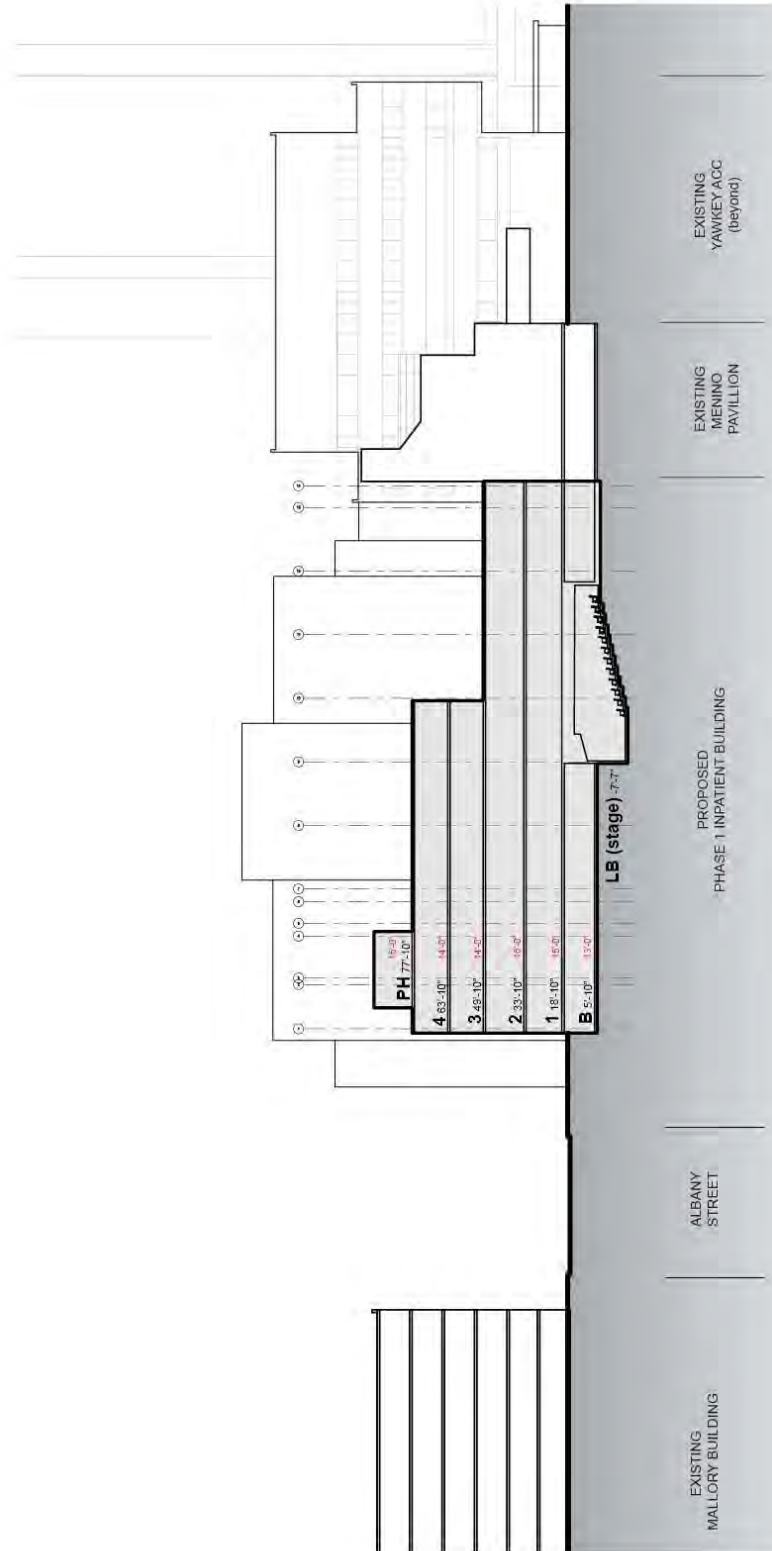 PH 77'-10"
4 63'-10" 14'-0"
3 49'-10" 14'-0"
2 33'-10" 16'-0"
1 18'-10" 15'-0"
B 5'-10" 13'-0"
LB (stage) -7'-7"
EXISTING
MALLORY BUILDING
ALBANY
STREET
PROPOSED
PHASE 1 INPATIENT BUILDING
EXISTING
MENINO
PAVILLION
EXISTING
YAWKEY ACC
(beyond)